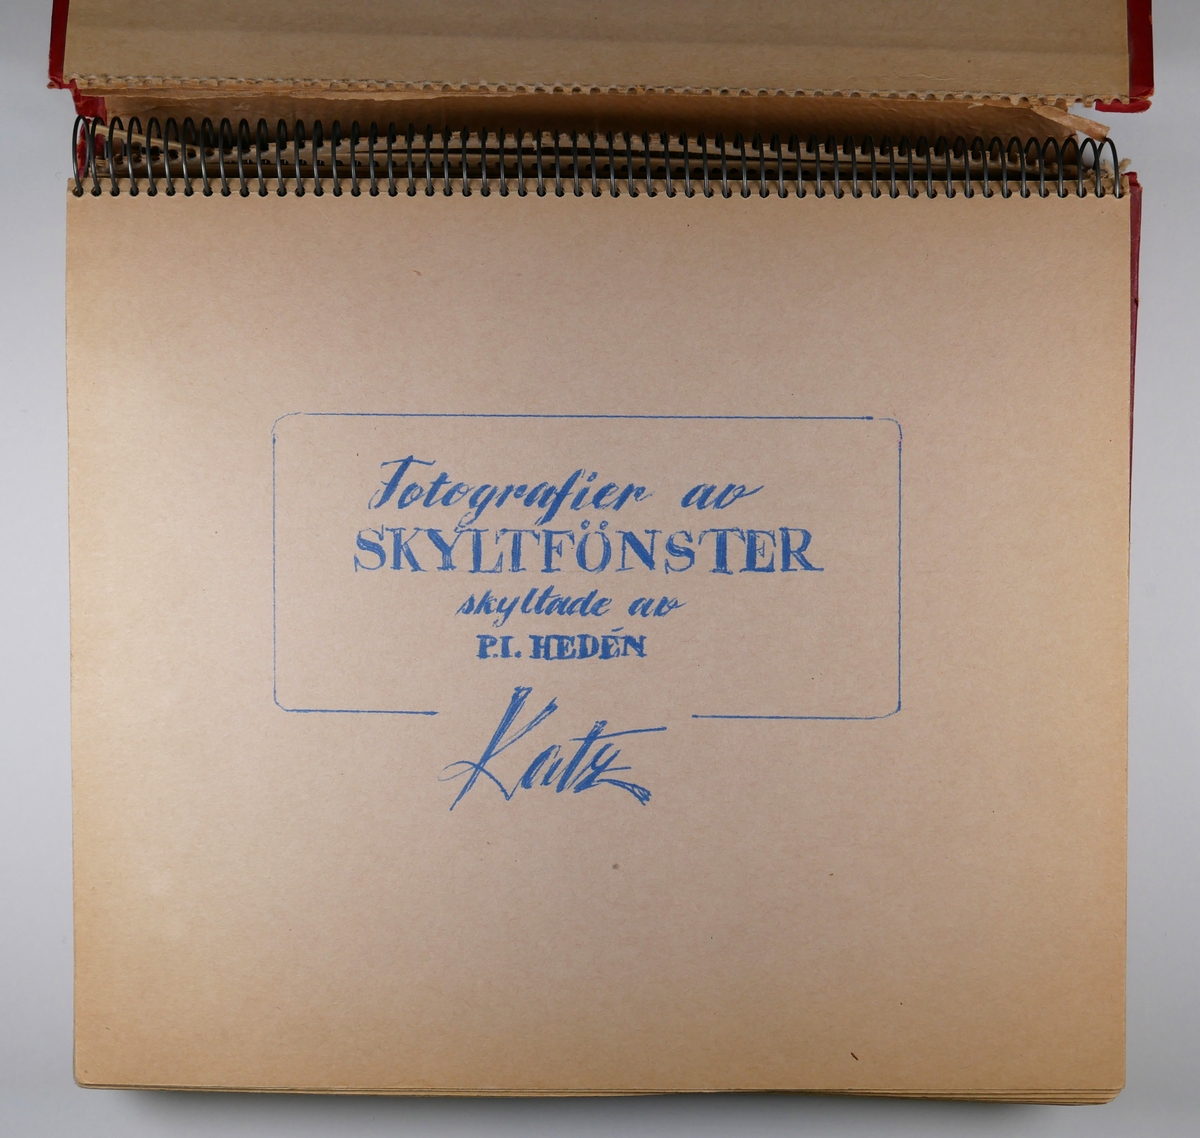 Fotografier av
SKYLTFÖNSTER
skyltade av
P.I. HEDÉN
Katz